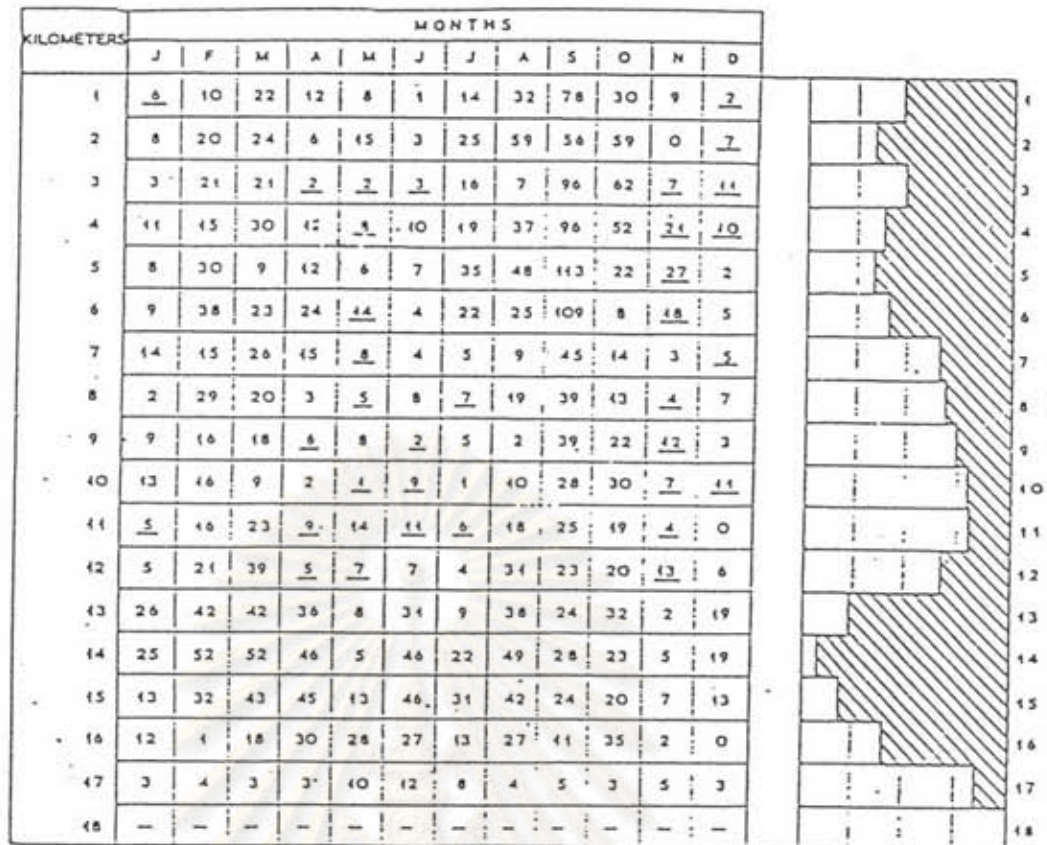 MONTHS
KILOMETERS J F M A M J J A S O N D
1 6 10 22 12 8 1 14 32 78 30 9 2 1
2 8 20 24 6 15 3 25 59 56 59 0 7 2
3 3 21 21 2 2 3 16 7 96 62 7 11 3
4 11 15 30 12 8 10 19 37 96 52 21 10 4
5 8 30 9 12 6 7 35 48 113 22 27 2 5
6 9 38 23 24 14 4 22 25 109 8 18 5 6
7 14 15 26 15 8 4 5 9 45 14 3 5 7
8 2 29 20 3 5 8 7 19 39 13 4 7 8
9 9 16 18 6 8 2 5 2 39 22 12 3 9
10 13 16 9 2 1 9 1 10 28 30 7 11 10
11 5 16 23 9 14 11 6 18 25 19 4 0 11
12 5 21 39 5 7 7 4 31 23 20 13 6 12
13 26 42 42 36 8 31 9 38 24 32 2 19 13
14 25 52 52 46 5 46 22 49 28 23 5 19 14
15 13 32 43 45 13 46 31 42 24 20 7 13 15
16 12 1 18 30 28 27 13 27 11 35 2 0 16
17 3 4 3 3 10 12 8 4 5 3 5 3 17
18 – – – – – – – – – – – – 18